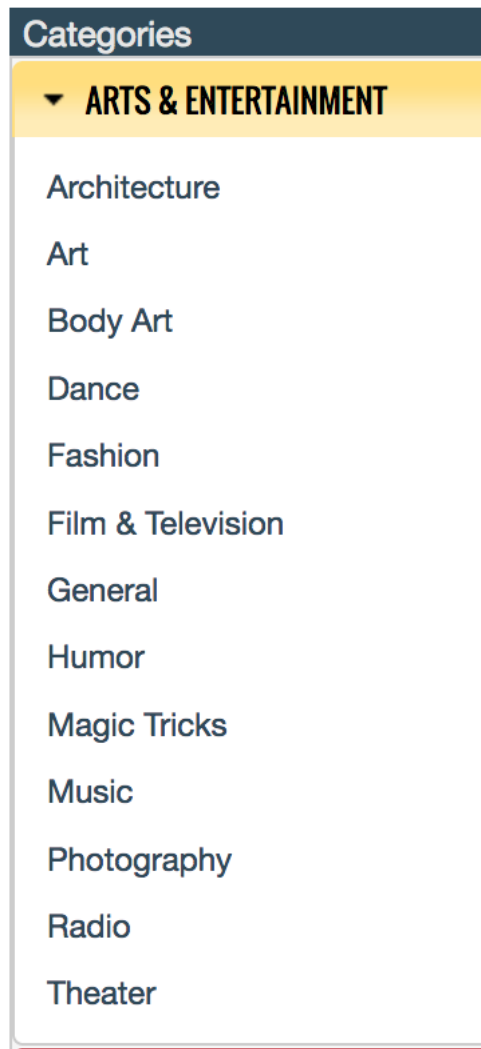 Categories
ARTS & ENTERTAINMENT
Architecture
Art
Body Art
Dance
Fashion
Film & Television
General
Humor
Magic Tricks
Music
Photography
Radio
Theater